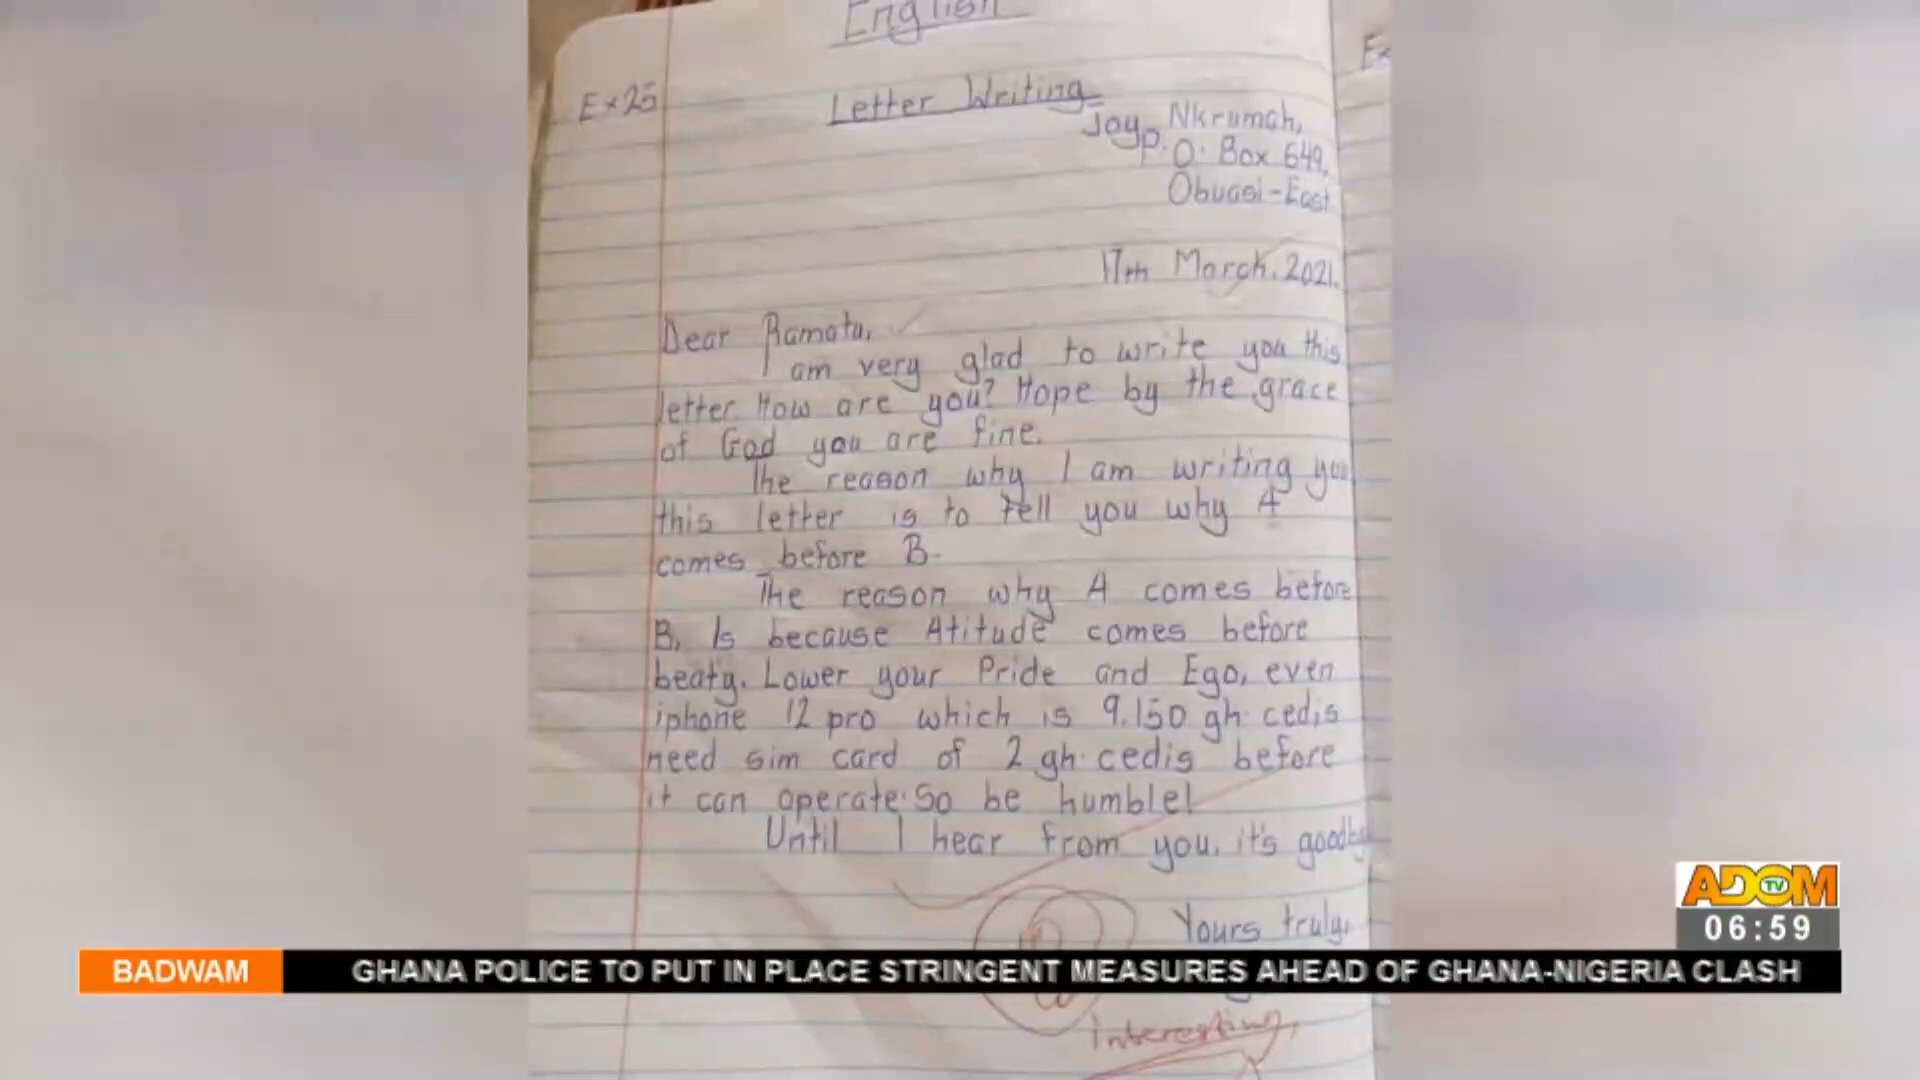 English
Ex 25
Letter Writing
Joy Nkrumah,
P. O. Box 649,
Obuasi-East
17th March, 2021.
Dear Ramatu,
I am very glad to write you this
letter. How are you? Hope by the grace
of God you are fine.
The reason why I am writing you
this letter is to tell you why A
comes before B.
The reason why A comes before
B, Is because Atitude comes before
beaty. Lower your Pride and Ego, even
iphone 12 pro which is 9.150 gh cedis
need sim card of 2 gh cedis before
it can operate. So be humble!
Until I hear from you, it's goodby
Yours truly,
interesting,
ADOM TV
06:59
BADWAM GHANA POLICE TO PUT IN PLACE STRINGENT MEASURES AHEAD OF GHANA-NIGERIA CLASH